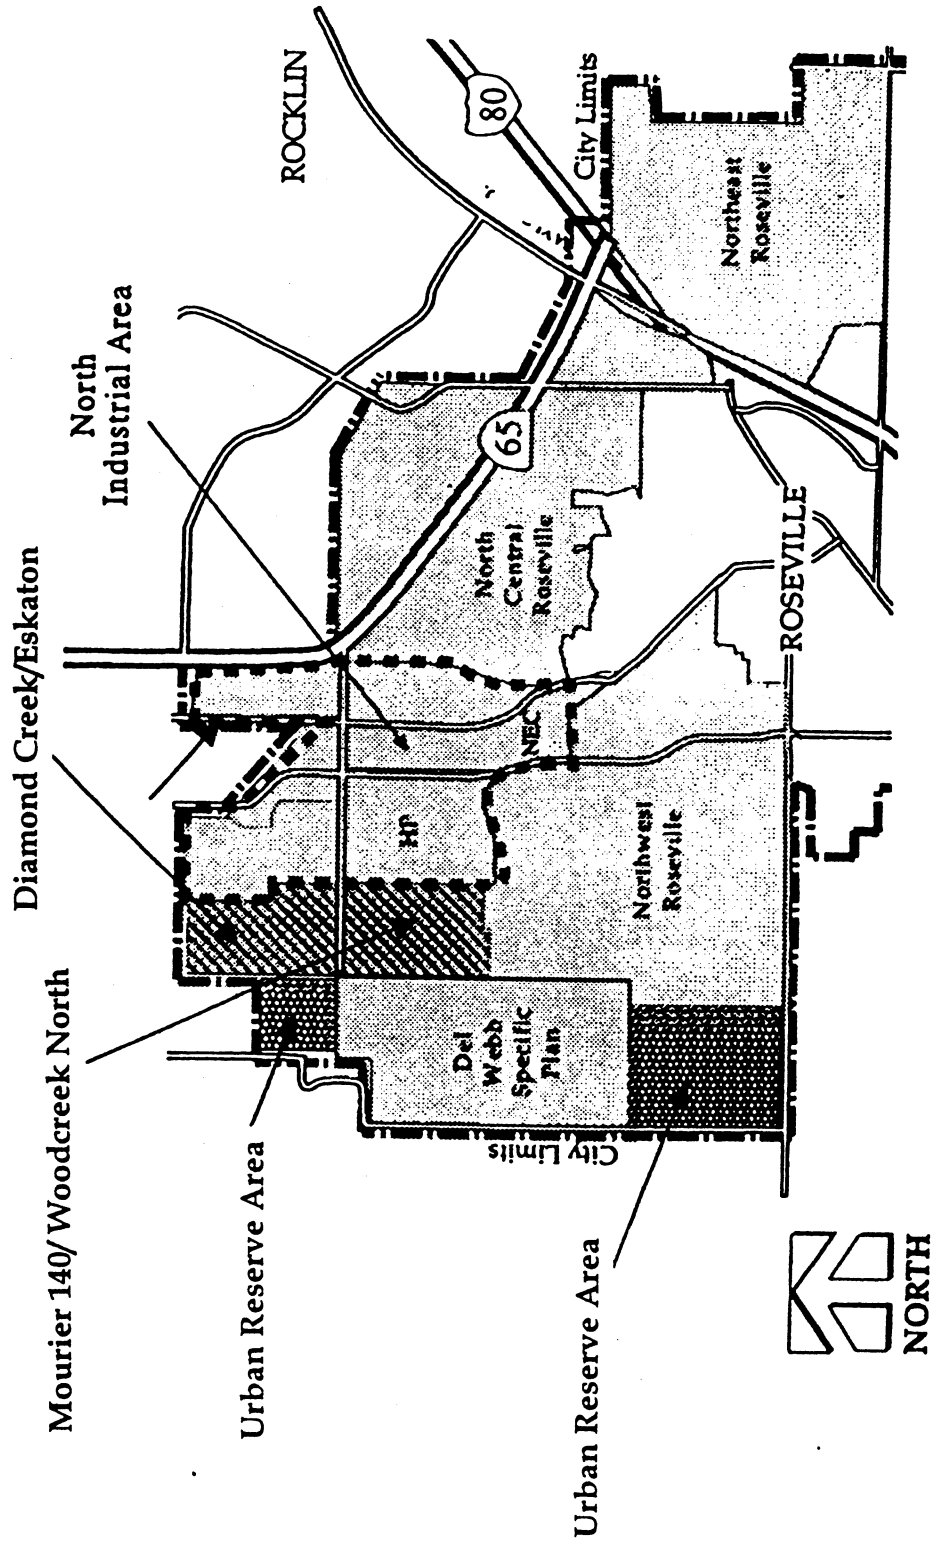 Diamond Creek/Eskaton
Mourier 140/Woodcreek North
North
Industrial Area
Urban Reserve Area
ROCKLIN
80
City Limits
65
HP
NEC
North
Central
Roseville
Northeast
Roseville
Del
Webb
Specific
Plan
City Limits
Northwest
Roseville
Urban Reserve Area
ROSEVILLE
NORTH